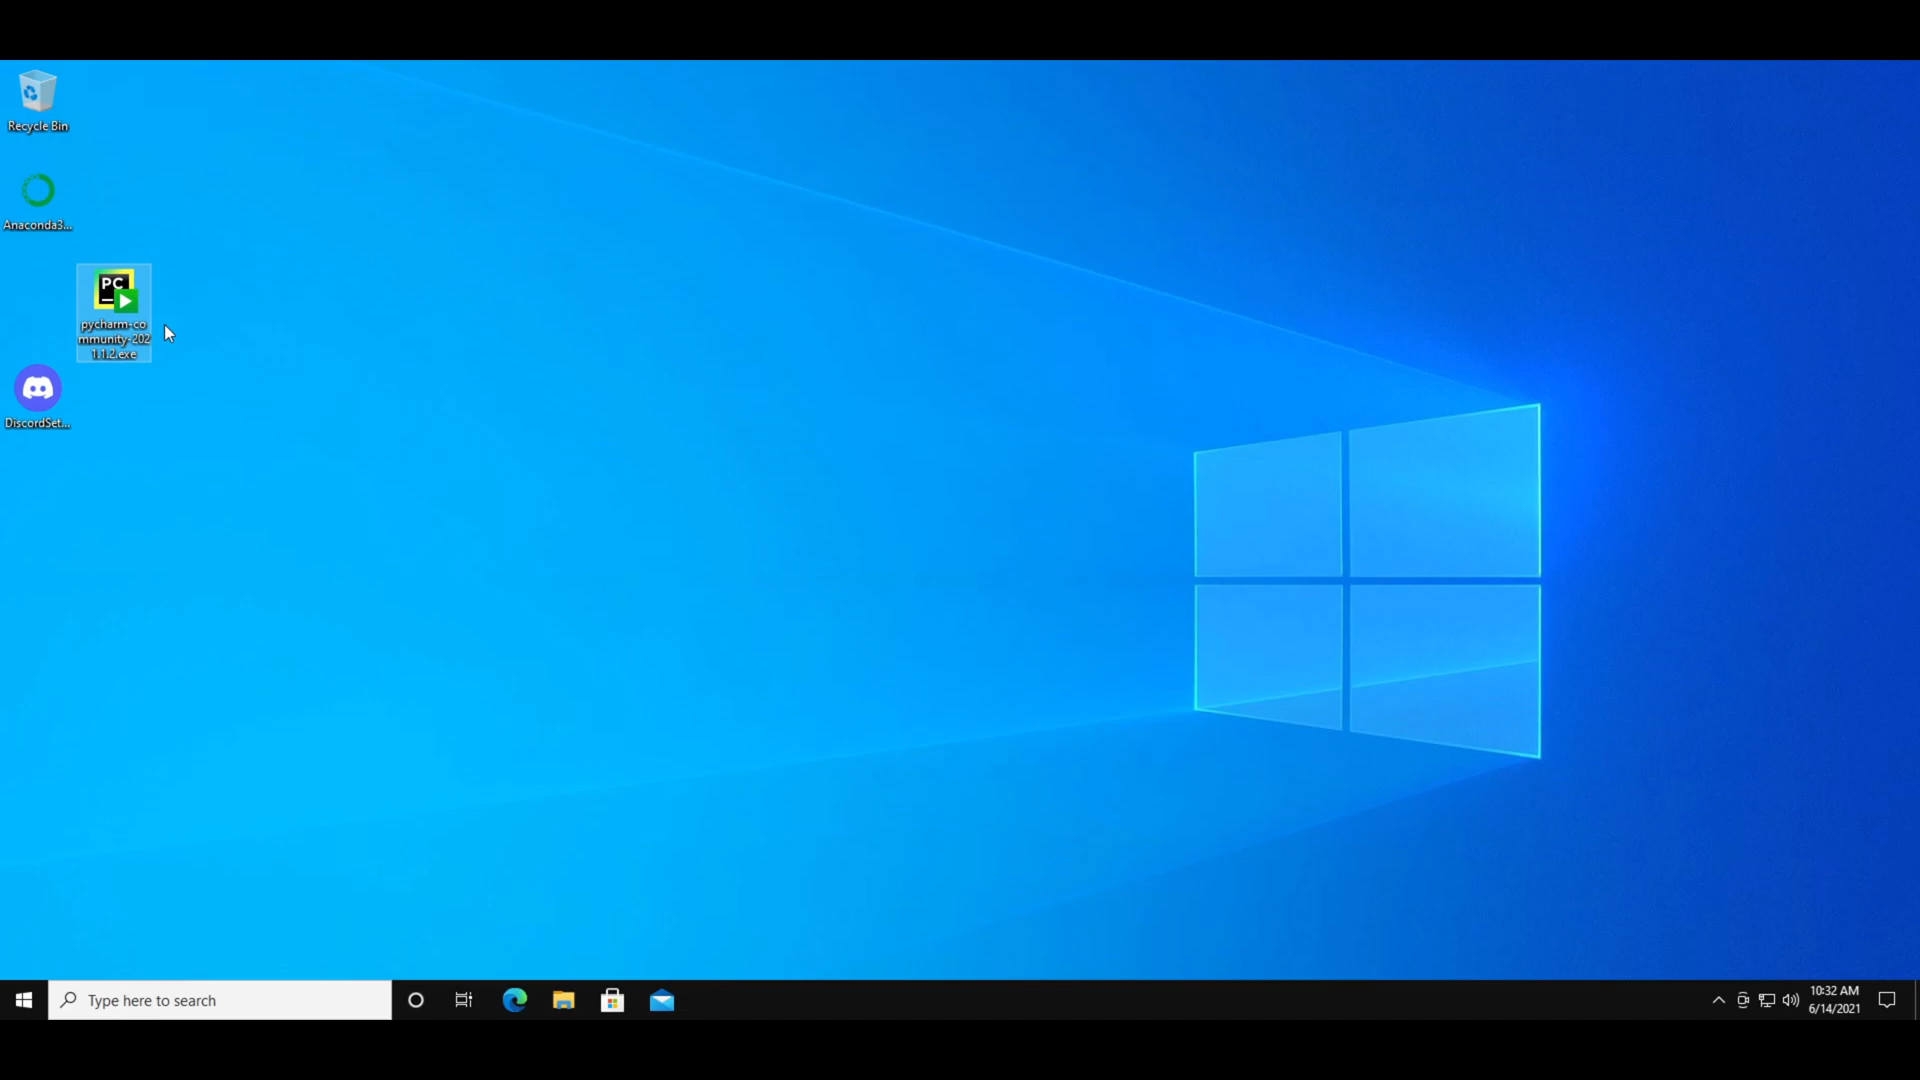 Recycle Bin
Anaconda3...
PC
pycharm-co
mmunity-202
1.1.2.exe
DiscordSet...
Type here to search
10:32 AM
6/14/2021